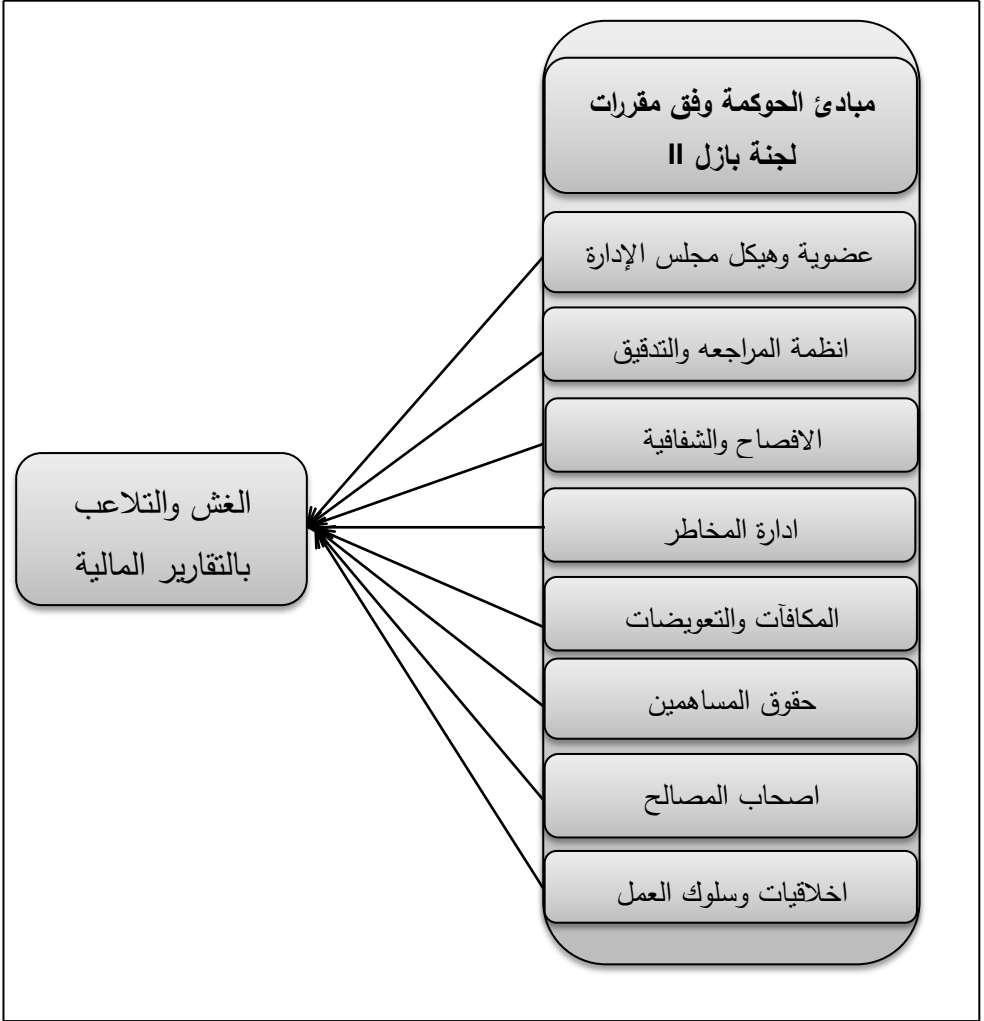 مبادئ الحوكمة وفق مقررات
لجنة بازل II
عضوية وهيكل مجلس الإدارة
انظمة المراجعه والتدقيق
الافصاح والشفافية
ادارة المخاطر
المكافآت والتعويضات
حقوق المساهمين
اصحاب المصالح
اخلاقيات وسلوك العمل
الغش والتلاعب
بالتقارير المالية